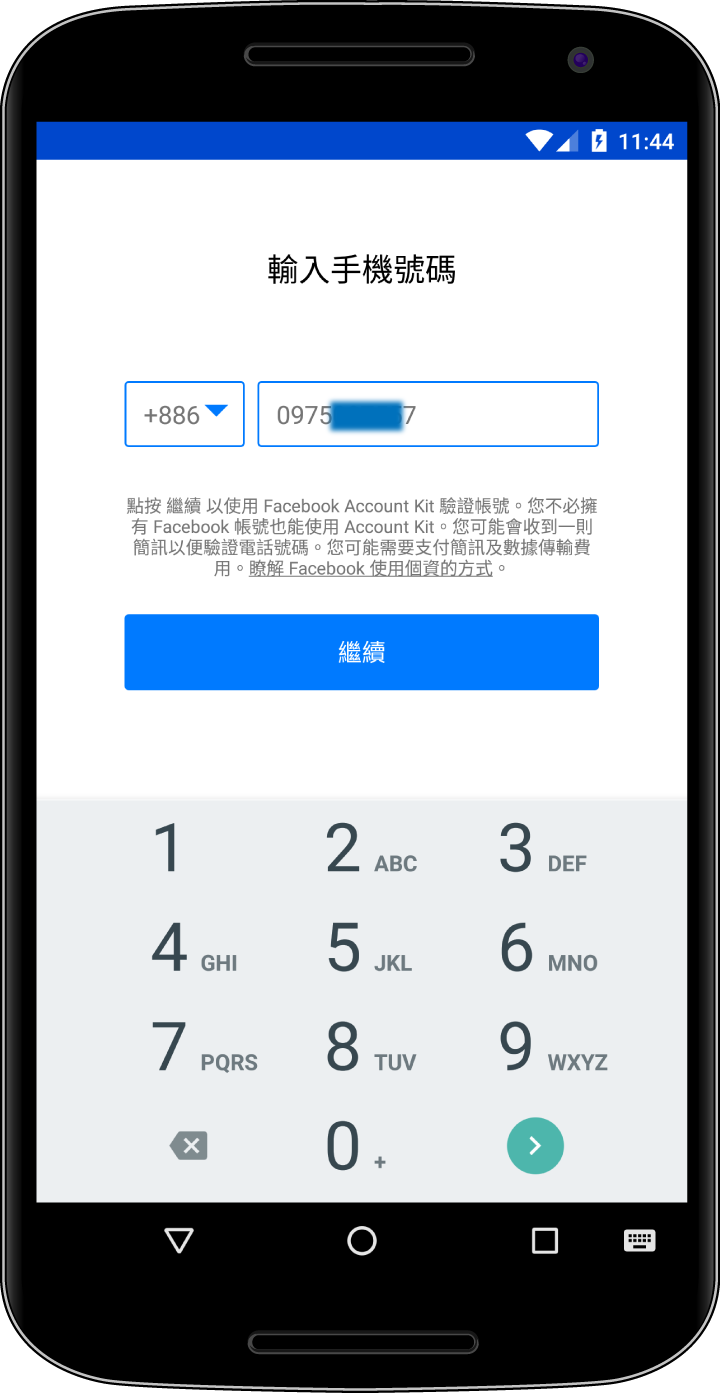 11:44
輸入手機號碼
+886 0975 7
點按 繼續 以使用 Facebook Account Kit 驗證帳號。您不必擁
有 Facebook 帳號也能使用 Account Kit。您可能會收到一則
簡訊以便驗證電話號碼。您可能需要支付簡訊及數據傳輸費
用。瞭解 Facebook 使用個資的方式。
繼續
1 2 ABC 3 DEF
4 GHI 5 JKL 6 MNO
7 PQRS 8 TUV 9 WXYZ
0 +